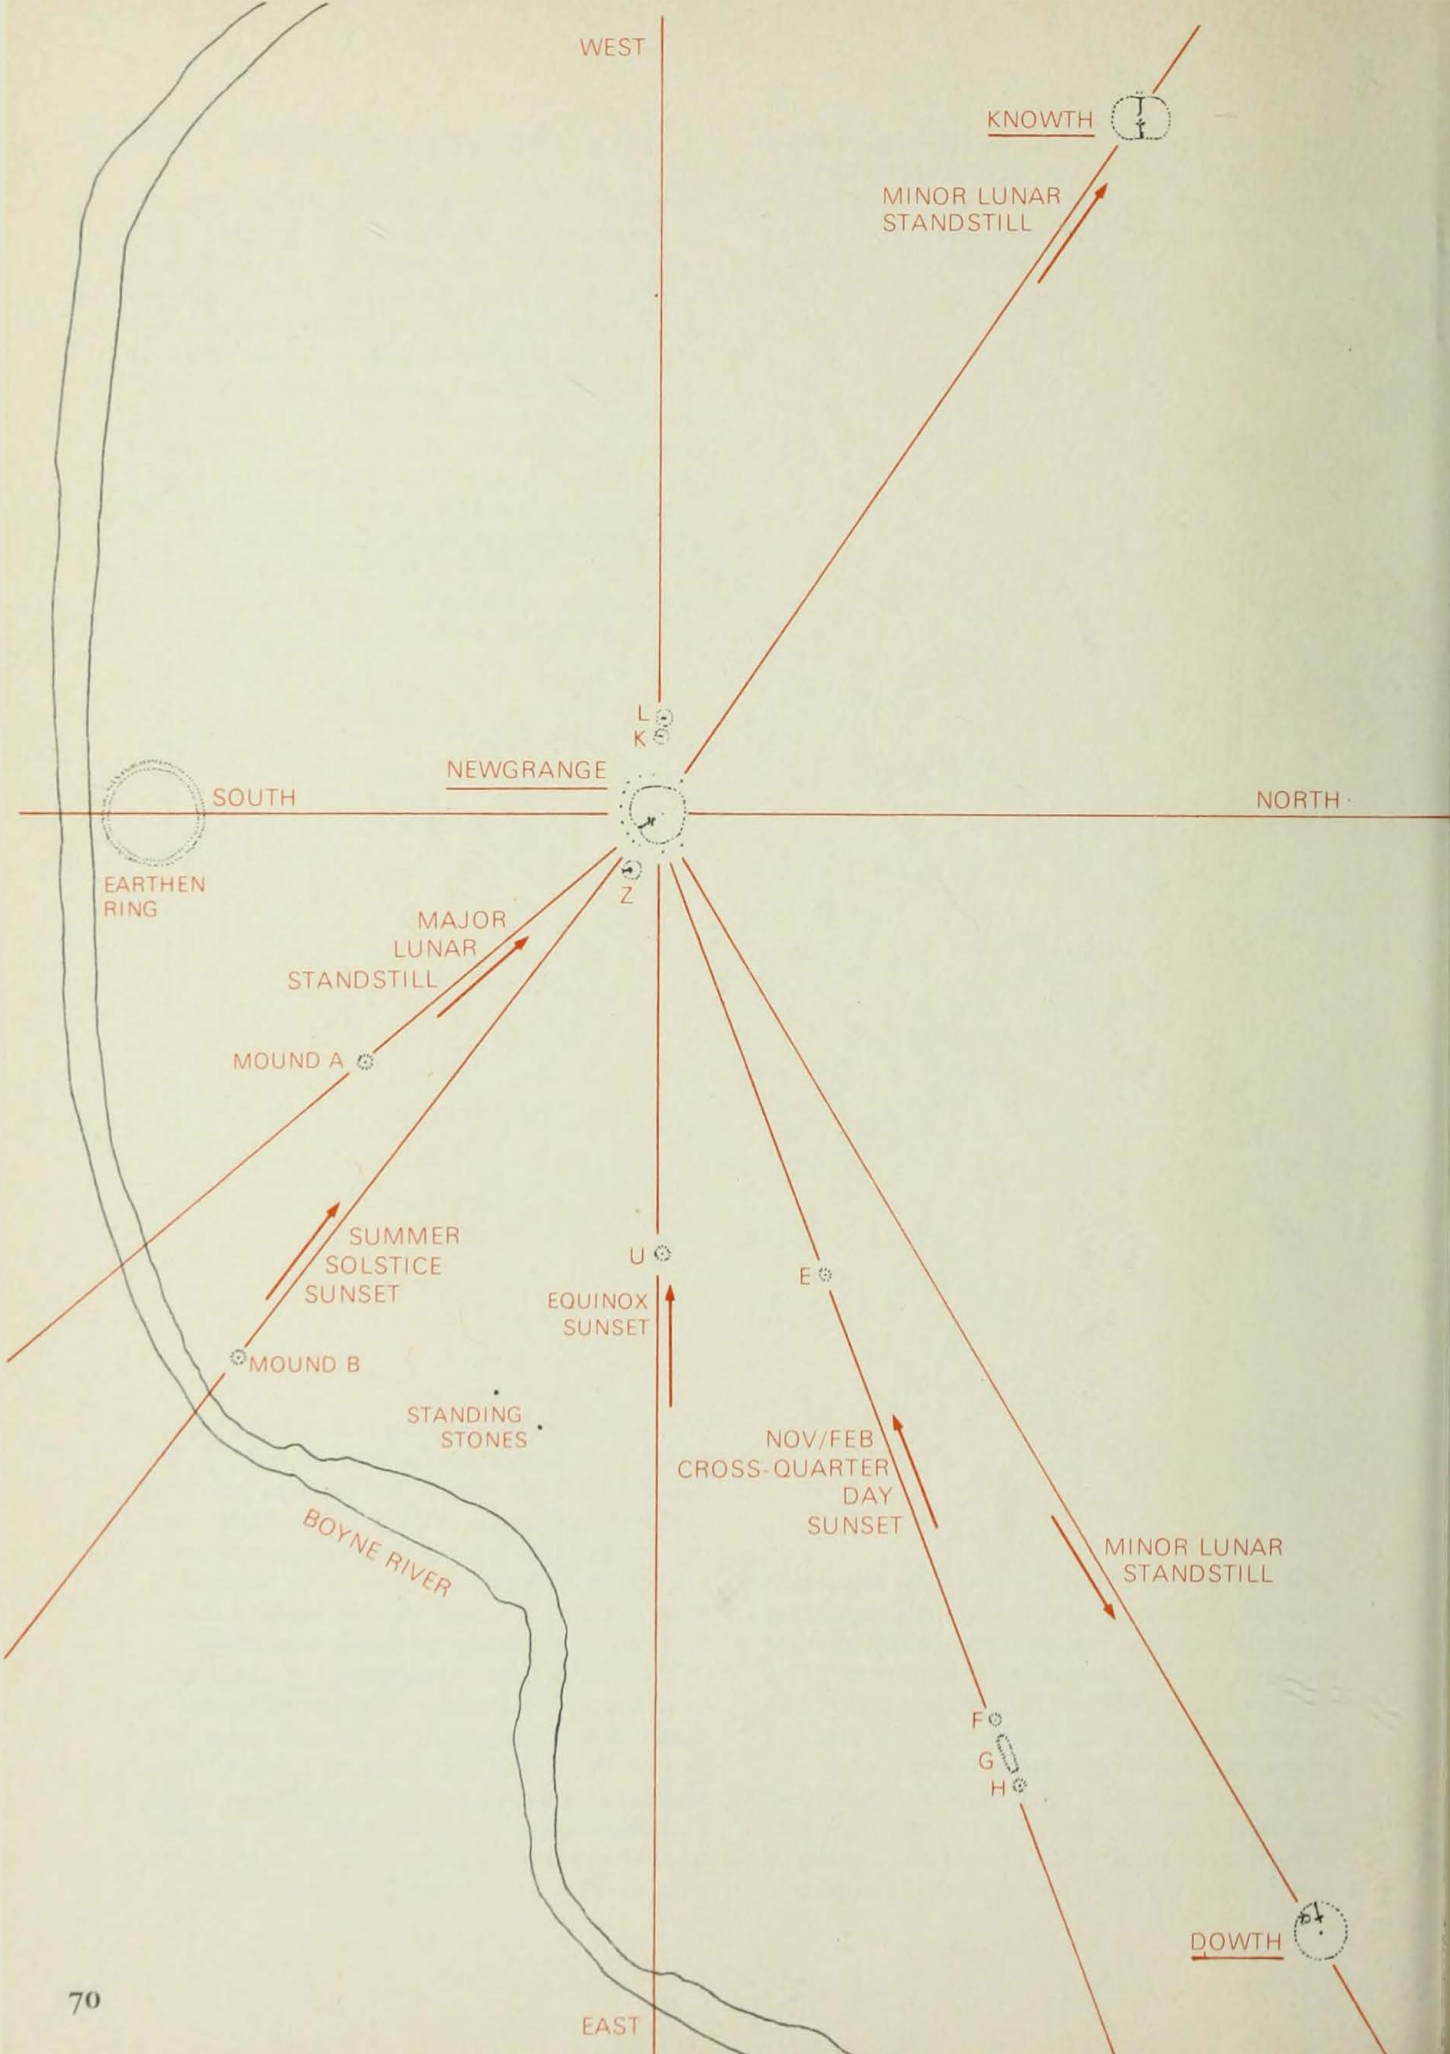 WEST
KNOWTH
MINOR LUNAR
STANDSTILL
L
K
NEWGRANGE
SOUTH
NORTH
EARTHEN
RING
Z
MAJOR
LUNAR
STANDSTILL
MOUND A
SUMMER
SOLSTICE
SUNSET
U
E
EQUINOX
SUNSET
MOUND B
STANDING
STONES
NOV/FEB
CROSS-QUARTER
DAY
SUNSET
BOYNE RIVER
MINOR LUNAR
STANDSTILL
F
G
H
DOWTH
70
EAST